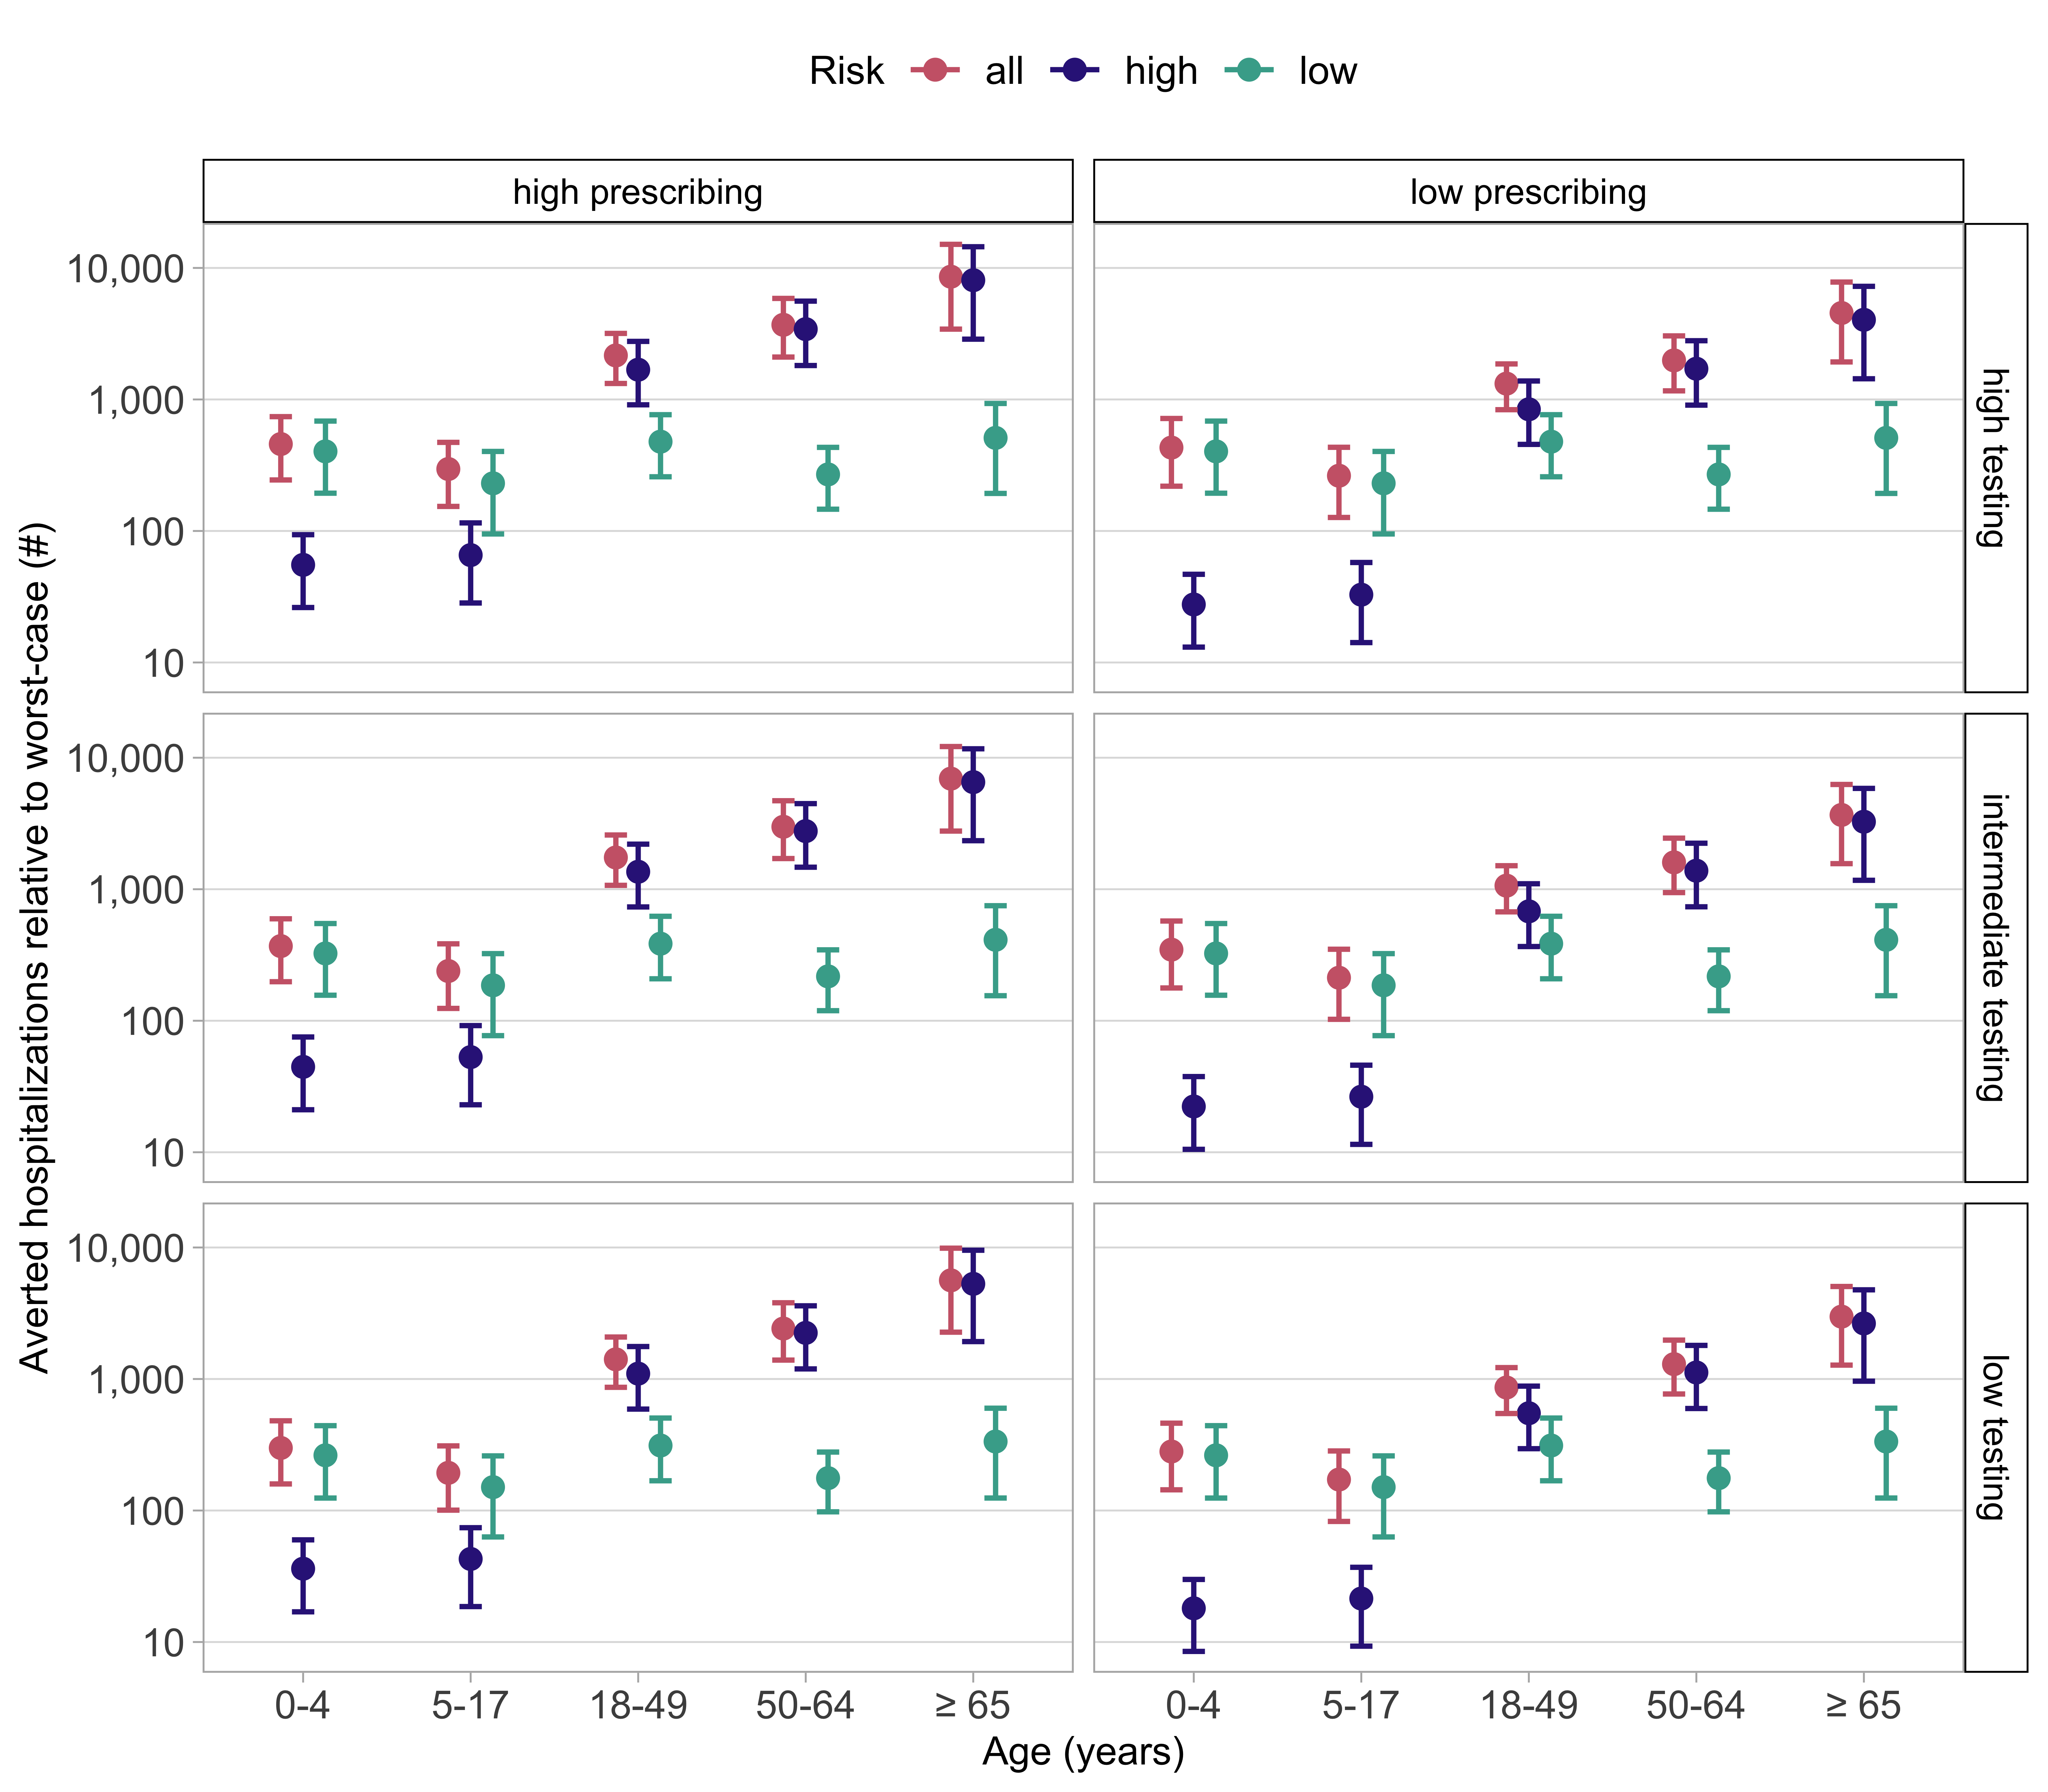 Risk all high low
high prescribing low prescribing
10,000
1,000
100
10
high testing
10,000
1,000
100
10
intermediate testing
10,000
1,000
100
10
low testing
0-4 5-17 18-49 50-64 ≥ 65 0-4 5-17 18-49 50-64 ≥ 65
Age (years)
Averted hospitalizations relative to worst-case (#)